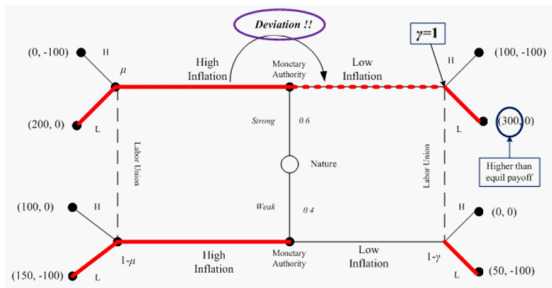 Deviation !!
γ=1
(0, -100)
H
μ
High
Inflation
Monetary
Authority
Low
Inflation
H
(100, -100)
(200, 0)
L
Strong
0.6
L
(300, 0)
Labor Union
Nature
Labor Union
Higher than
equil payoff
(100, 0)
H
Weak
0.4
H
(0, 0)
1-μ
High
Inflation
Monetary
Authority
Low
Inflation
1-γ
(150, -100)
L
L
(50, -100)